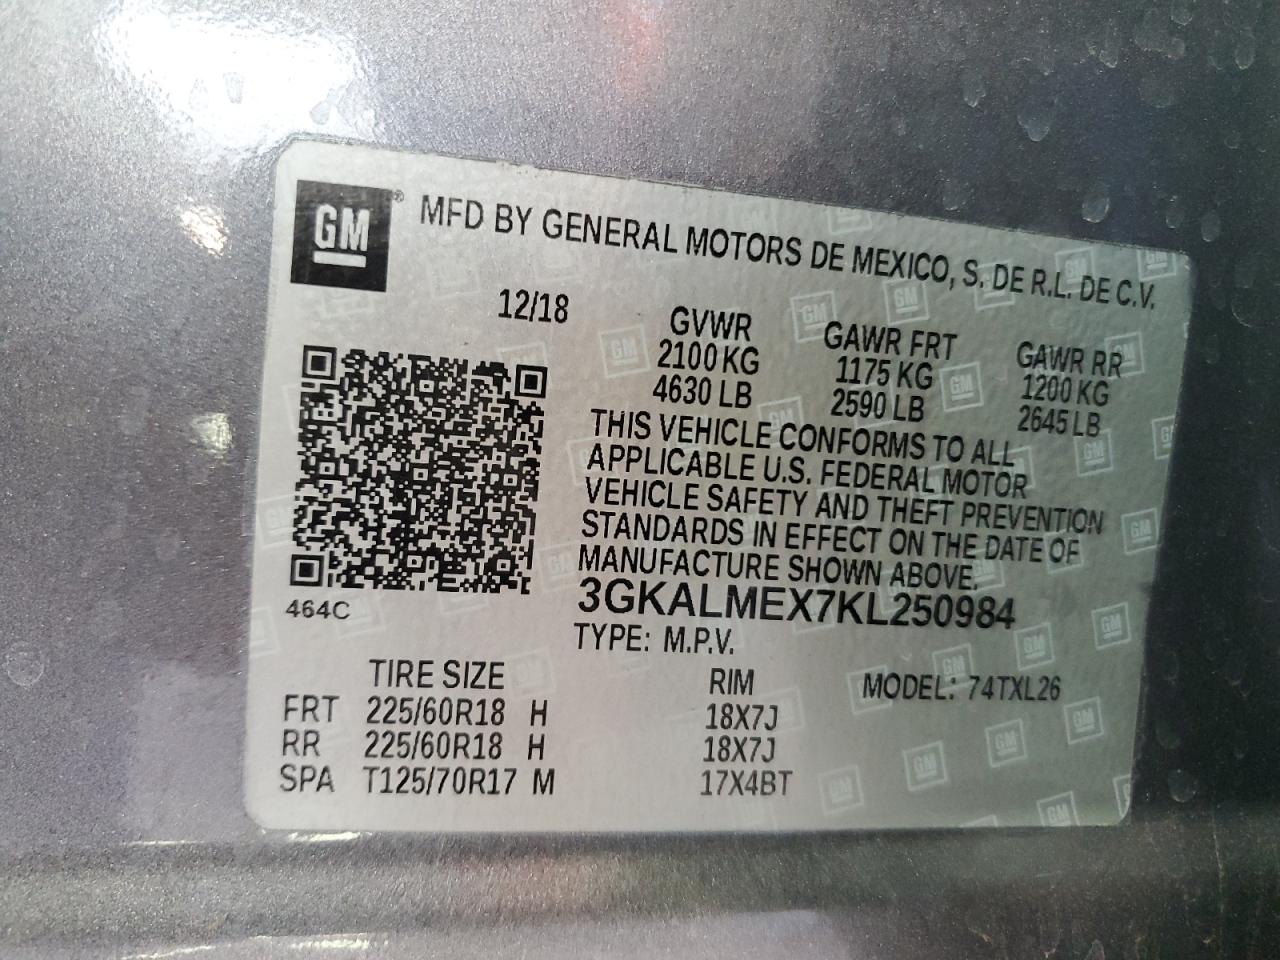 GM®
MFD BY GENERAL MOTORS DE MEXICO, S. DE R.L. DE C.V.
12/18
GVWR GAWR FRT GAWR RR
2100 KG 1175 KG 1200 KG
4630 LB 2590 LB 2645 LB
THIS VEHICLE CONFORMS TO ALL
APPLICABLE U.S. FEDERAL MOTOR
VEHICLE SAFETY AND THEFT PREVENTION
STANDARDS IN EFFECT ON THE DATE OF
MANUFACTURE SHOWN ABOVE.
3GKALMEX7KL250984
464C
TYPE: M.P.V.
TIRE SIZE RIM MODEL: 74TXL26
FRT 225/60R18 H 18X7J
RR 225/60R18 H 18X7J
SPA T125/70R17 M 17X4BT